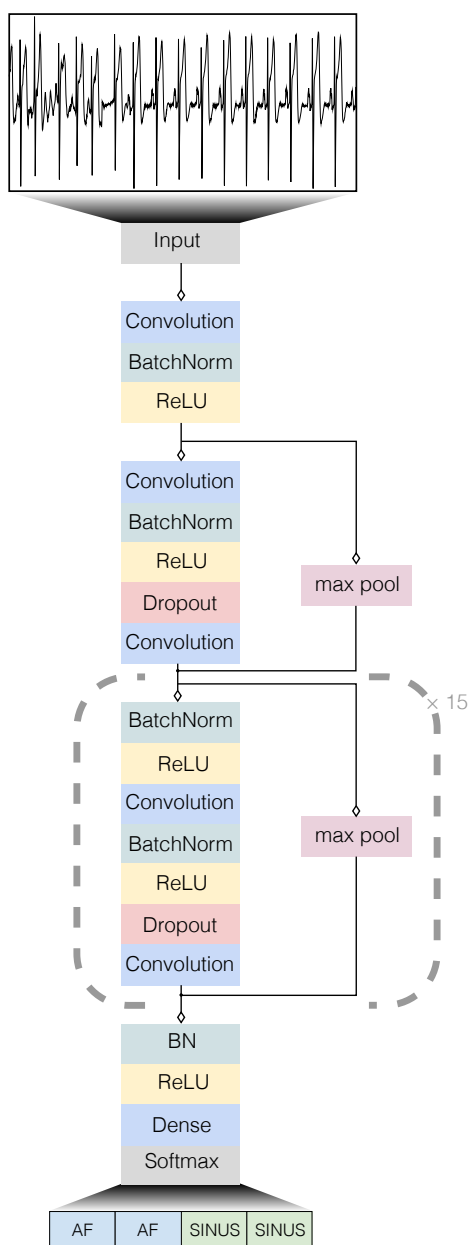 Input
Convolution
BatchNorm
ReLU
Convolution
BatchNorm
ReLU
Dropout
Convolution
max pool
× 15
BatchNorm
ReLU
Convolution
BatchNorm
ReLU
Dropout
Convolution
max pool
BN
ReLU
Dense
Softmax
AF AF SINUS SINUS